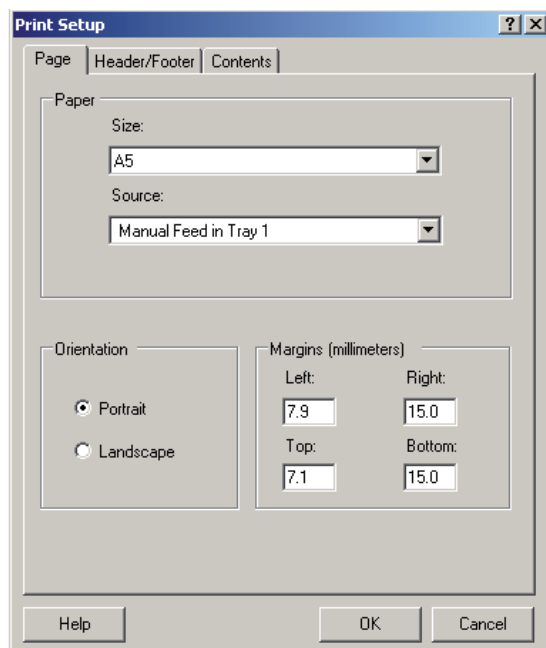 Print Setup
Page Header/Footer Contents
Paper
Size:
A5
Source:
Manual Feed in Tray 1
Orientation
Portrait
Landscape
Margins (millimeters)
Left: Right:
7.9 15.0
Top: Bottom:
7.1 15.0
Help OK Cancel